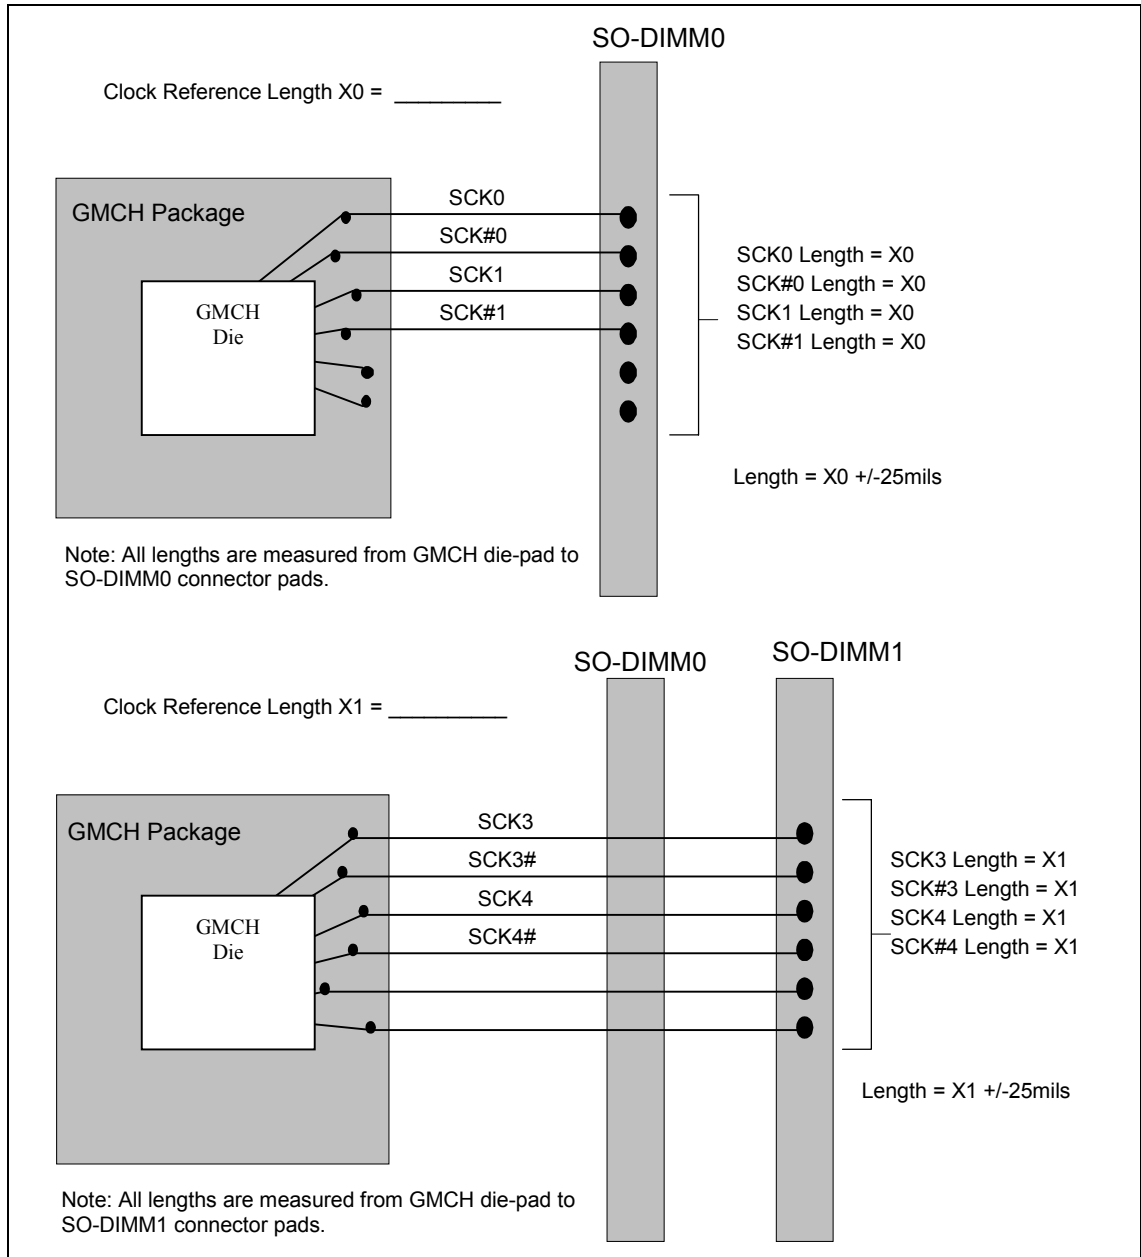 SO-DIMM0
Clock Reference Length X0 = _________
GMCH Package
SCK0
SCK#0
SCK1
SCK#1
GMCH
Die
SCK0 Length = X0
SCK#0 Length = X0
SCK1 Length = X0
SCK#1 Length = X0
Length = X0 +/-25mils
Note: All lengths are measured from GMCH die-pad to
SO-DIMM0 connector pads.
SO-DIMM0
SO-DIMM1
Clock Reference Length X1 = __________
GMCH Package
SCK3
SCK3#
SCK4
SCK4#
GMCH
Die
SCK3 Length = X1
SCK#3 Length = X1
SCK4 Length = X1
SCK#4 Length = X1
Length = X1 +/-25mils
Note: All lengths are measured from GMCH die-pad to
SO-DIMM1 connector pads.